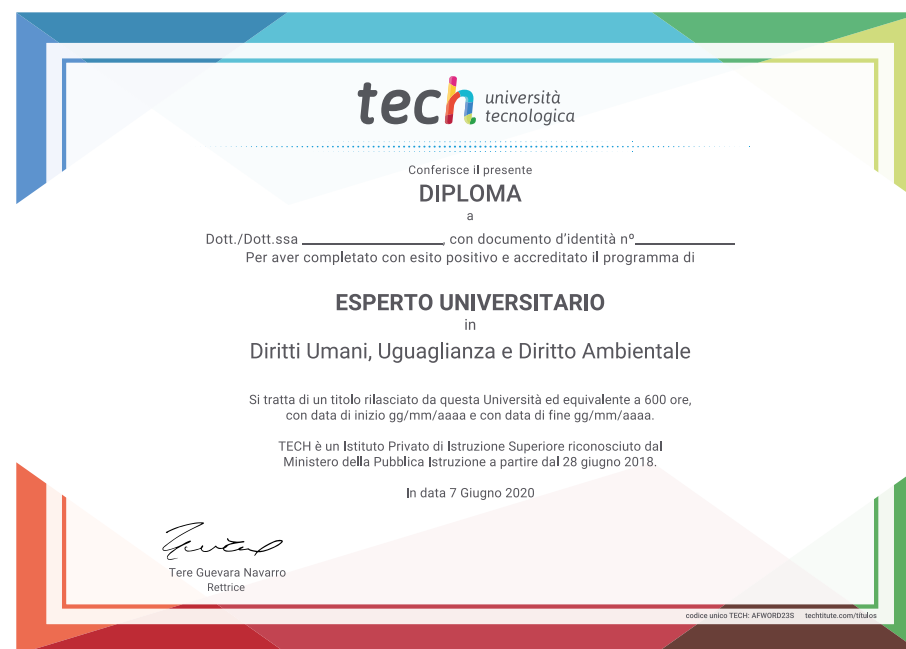 tech università
tecnologica
Conferisce il presente
DIPLOMA
a
Dott./Dott.ssa ____________________, con documento d'identità nº______________
Per aver completato con esito positivo e accreditato il programma di
ESPERTO UNIVERSITARIO
in
Diritti Umani, Uguaglianza e Diritto Ambientale
Si tratta di un titolo rilasciato da questa Università ed equivalente a 600 ore,
con data di inizio gg/mm/aaaa e con data di fine gg/mm/aaaa.
TECH è un Istituto Privato di Istruzione Superiore riconosciuto dal
Ministero della Pubblica Istruzione a partire dal 28 giugno 2018.
In data 7 Giugno 2020
Tere Guevara Navarro
Rettrice
codice unico TECH: AFWORD23S techtitute.com/titulos